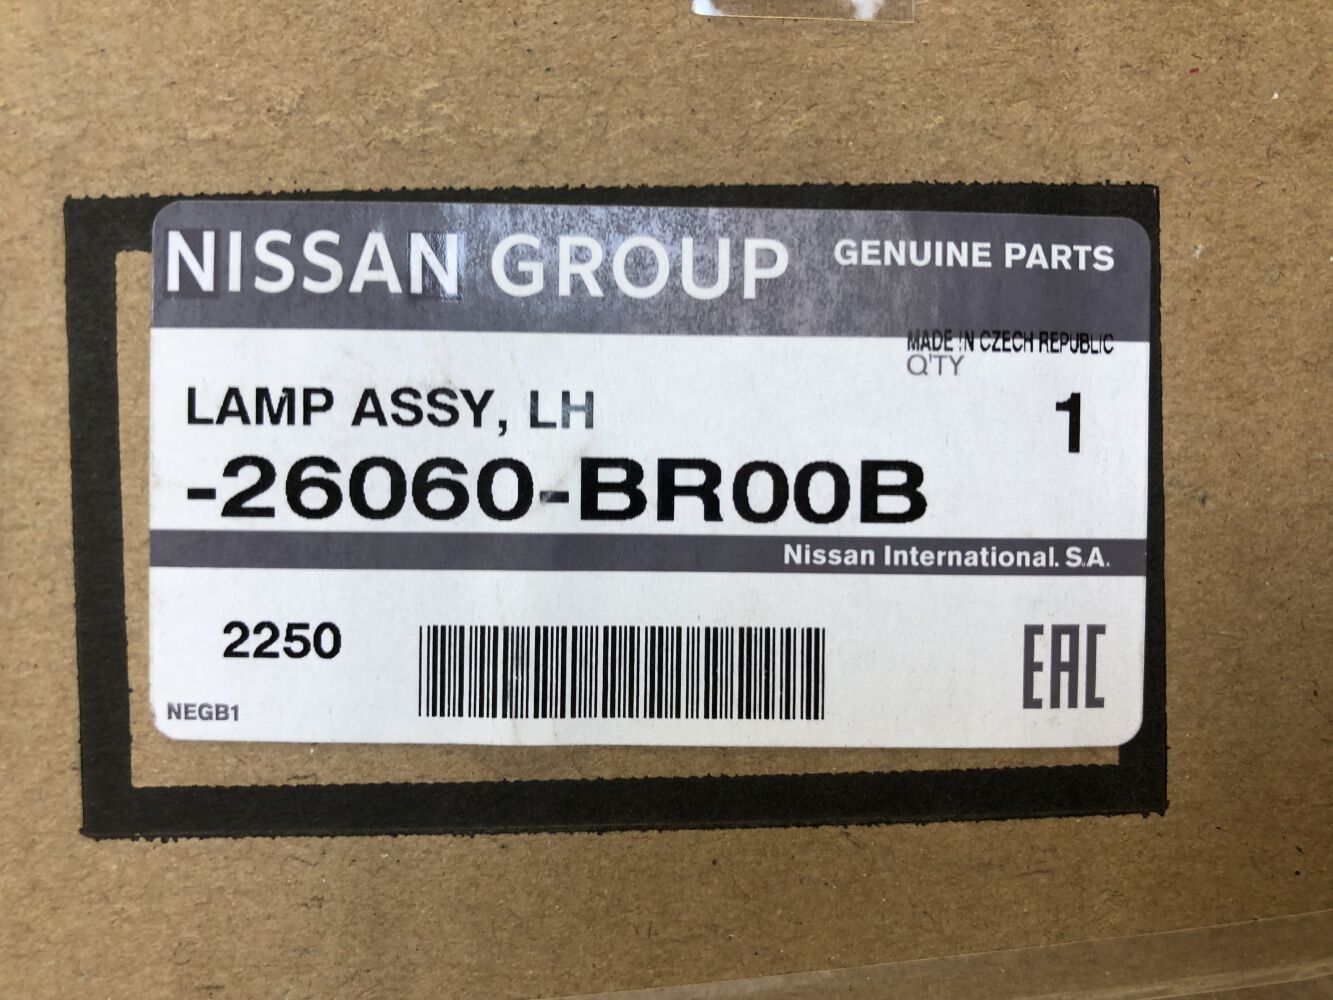 NISSAN GROUP GENUINE PARTS
MADE IN CZECH REPUBLIC
Q'TY
LAMP ASSY, LH 1
-26060-BR00B
Nissan International. S.A.
2250
EAC
NEGB1